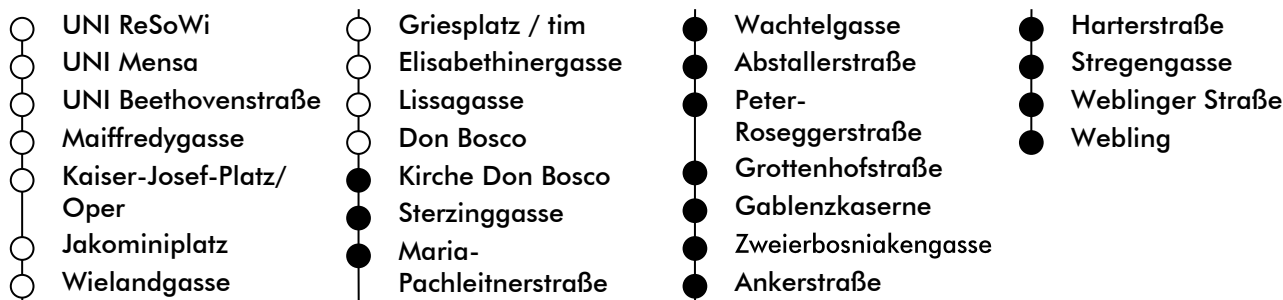 UNI ReSoWi
UNI Mensa
UNI Beethovenstraße
Maiffredygasse
Kaiser-Josef-Platz/
Oper
Jakominiplatz
Wielandgasse
Griesplatz / tim
Elisabethinergasse
Lissagasse
Don Bosco
Kirche Don Bosco
Sterzinggasse
Maria-
Pachleitnerstraße
Wachtelgasse
Abstallerstraße
Peter-
Roseggerstraße
Grottenhofstraße
Gablenzkaserne
Zweierbosniakengasse
Ankerstraße
Harterstraße
Stregengasse
Weblinger Straße
Webling